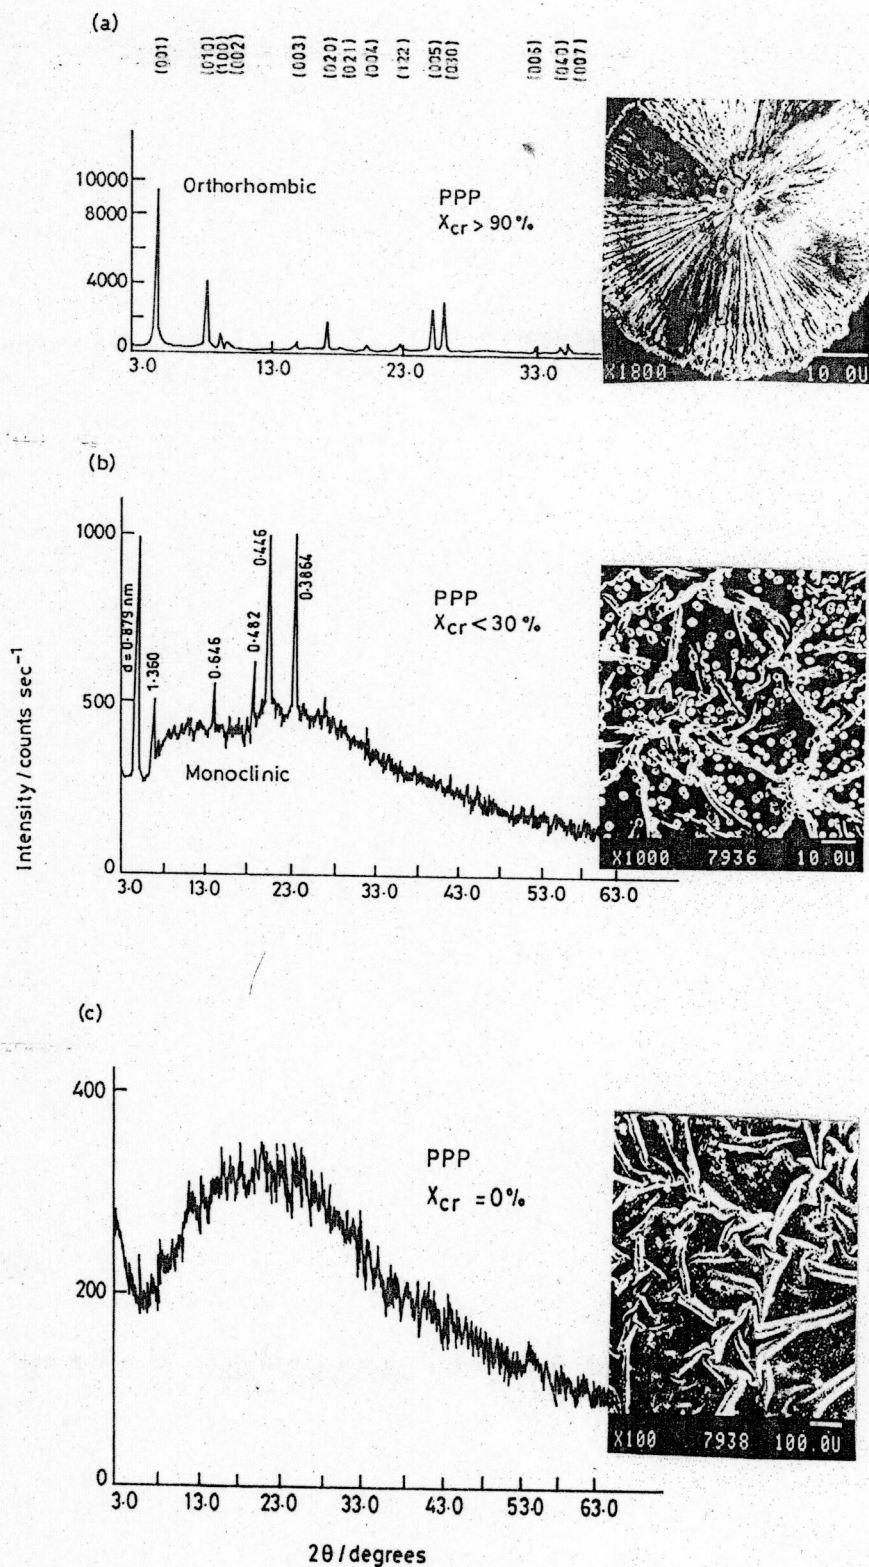 (a)
(001) (010) (100) (002) (003) (020) (021) (004) (122) (005) (030) (006) (040) (007)
10000
8000
4000
0
Orthorhombic
PPP
Xcr > 90%
3·0 13·0 23·0 33·0
X1800 10.0U
(b)
Intensity / counts sec⁻¹
1000
500
0
d = 0·879 nm
1·360
0·646
0·482
0·446
0·3864
PPP
Xcr < 30%
Monoclinic
3·0 13·0 23·0 33·0 43·0 53·0 63·0
X1000 7936 10.0U
(c)
400
200
0
PPP
Xcr = 0%
3·0 13·0 23·0 33·0 43·0 53·0 63·0
X100 7938 100.0U
2θ / degrees